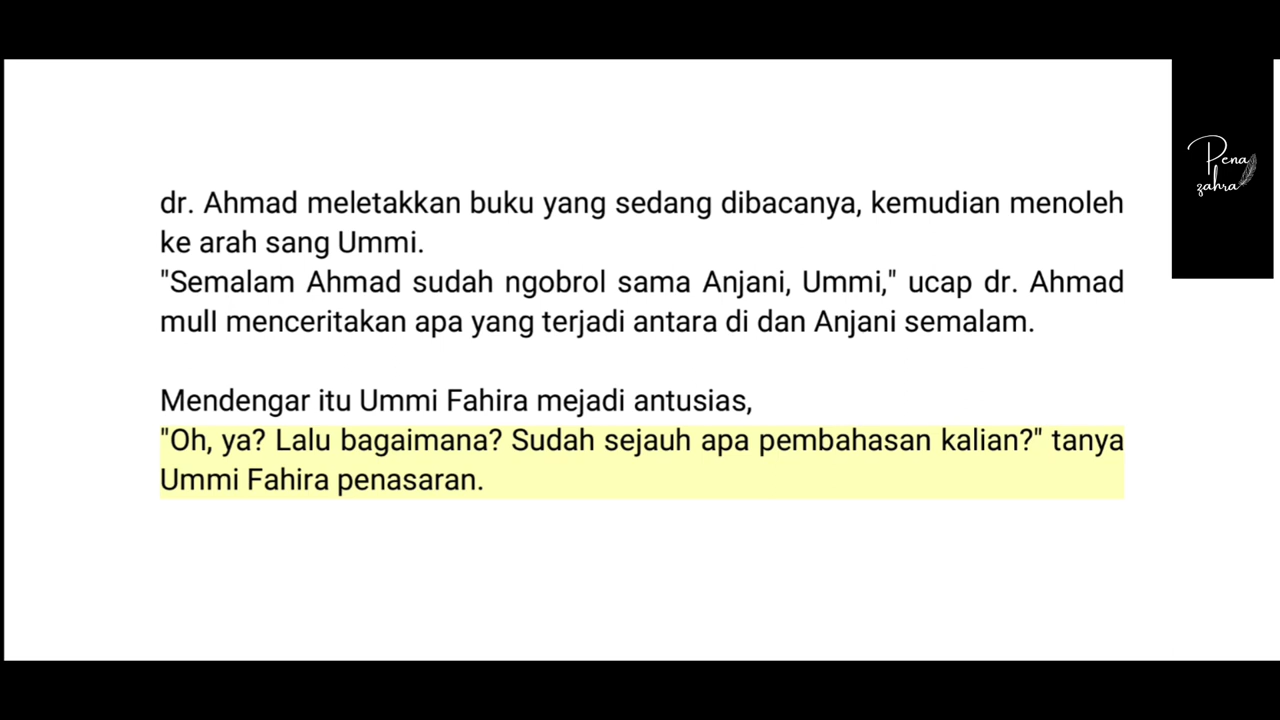 Pena
zahra
dr. Ahmad meletakkan buku yang sedang dibacanya, kemudian menoleh
ke arah sang Ummi.
"Semalam Ahmad sudah ngobrol sama Anjani, Ummi," ucap dr. Ahmad
mulI menceritakan apa yang terjadi antara di dan Anjani semalam.
Mendengar itu Ummi Fahira mejadi antusias,
"Oh, ya? Lalu bagaimana? Sudah sejauh apa pembahasan kalian?" tanya
Ummi Fahira penasaran.